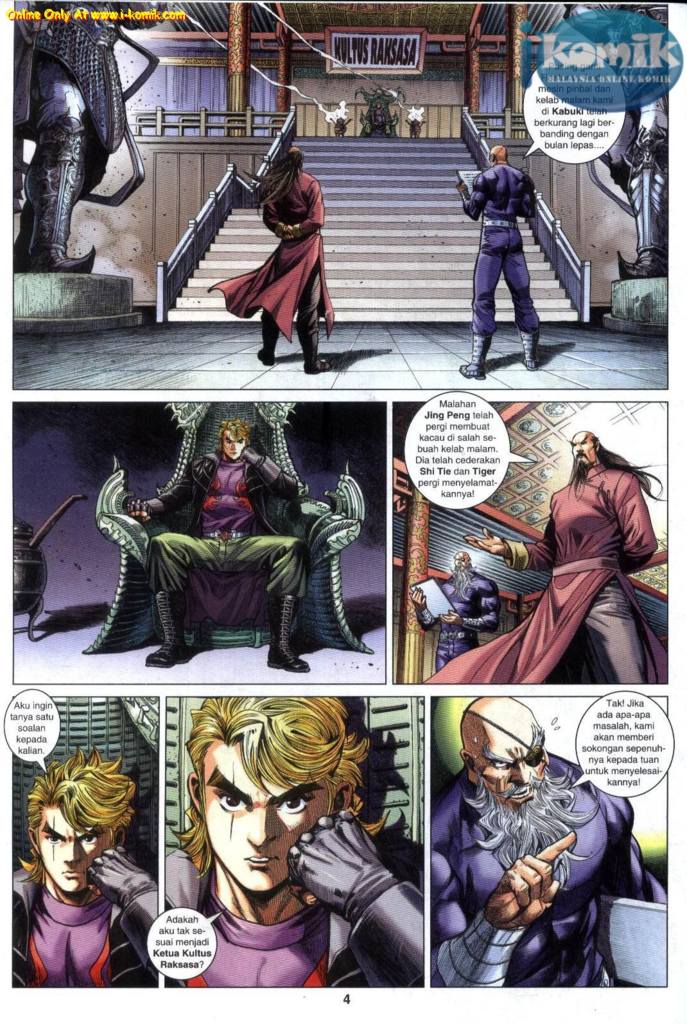 Online Only At www.i-komik.com
KULTUS RAKSASA
ikomik
MALAYSIA ONLINE KOMIK
mesin pinbal dan
kelab malam kami
di Kabuki telah
berkurang lagi ber-
banding dengan
bulan lepas....
Malahan
Jing Peng telah
pergi membuat
kacau di salah se-
buah kelab malam.
Dia telah cederakan
Shi Tie dan Tiger
pergi menyelamat-
kannya!
Aku ingin
tanya satu
soalan
kepada
kalian.
Adakah
aku tak se-
suai menjadi
Ketua Kultus
Raksasa?
Tak! Jika
ada apa-apa
masalah, kami
akan memberi
sokongan sepenuh-
nya kepada tuan
untuk menyelesai-
kannya!
4